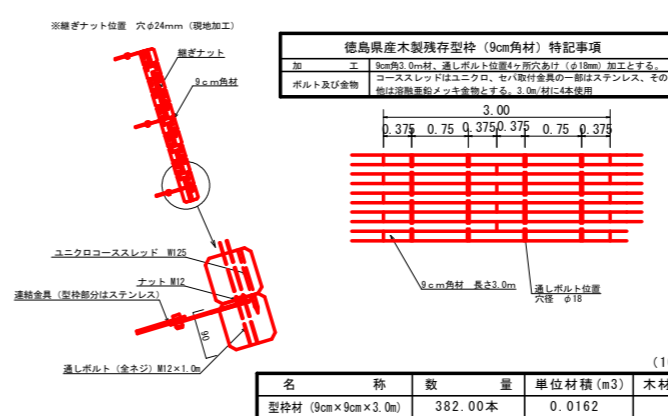 ※継ぎナット位置 穴φ24mm（現地加工）
継ぎナット
9cm角材
徳島県産木製残存型枠（9cm角材）特記事項
加 工 9cm角3.0m材、通しボルト位置4ヶ所穴あけ（φ18mm）加工とする。
ボルト及び金物 コーススレッドはユニクロ、セパ取付金具の一部はステンレス、その
他は溶融亜鉛メッキ金物とする。3.0m/材に4本使用
3.00
0.375 0.75 0.375 0.375 0.75 0.375
ユニクロコーススレッド W125
ナット M12
連結金具（型枠部分はステンレス）
90
通しボルト（全ネジ）M12×1.0m
9cm角材 長さ3.0m
通しボルト位置
穴径 φ18
名 称 数 量 単位材積(m3) 木材
型枠材（9cm×9cm×3.0m） 382.00本 0.0162